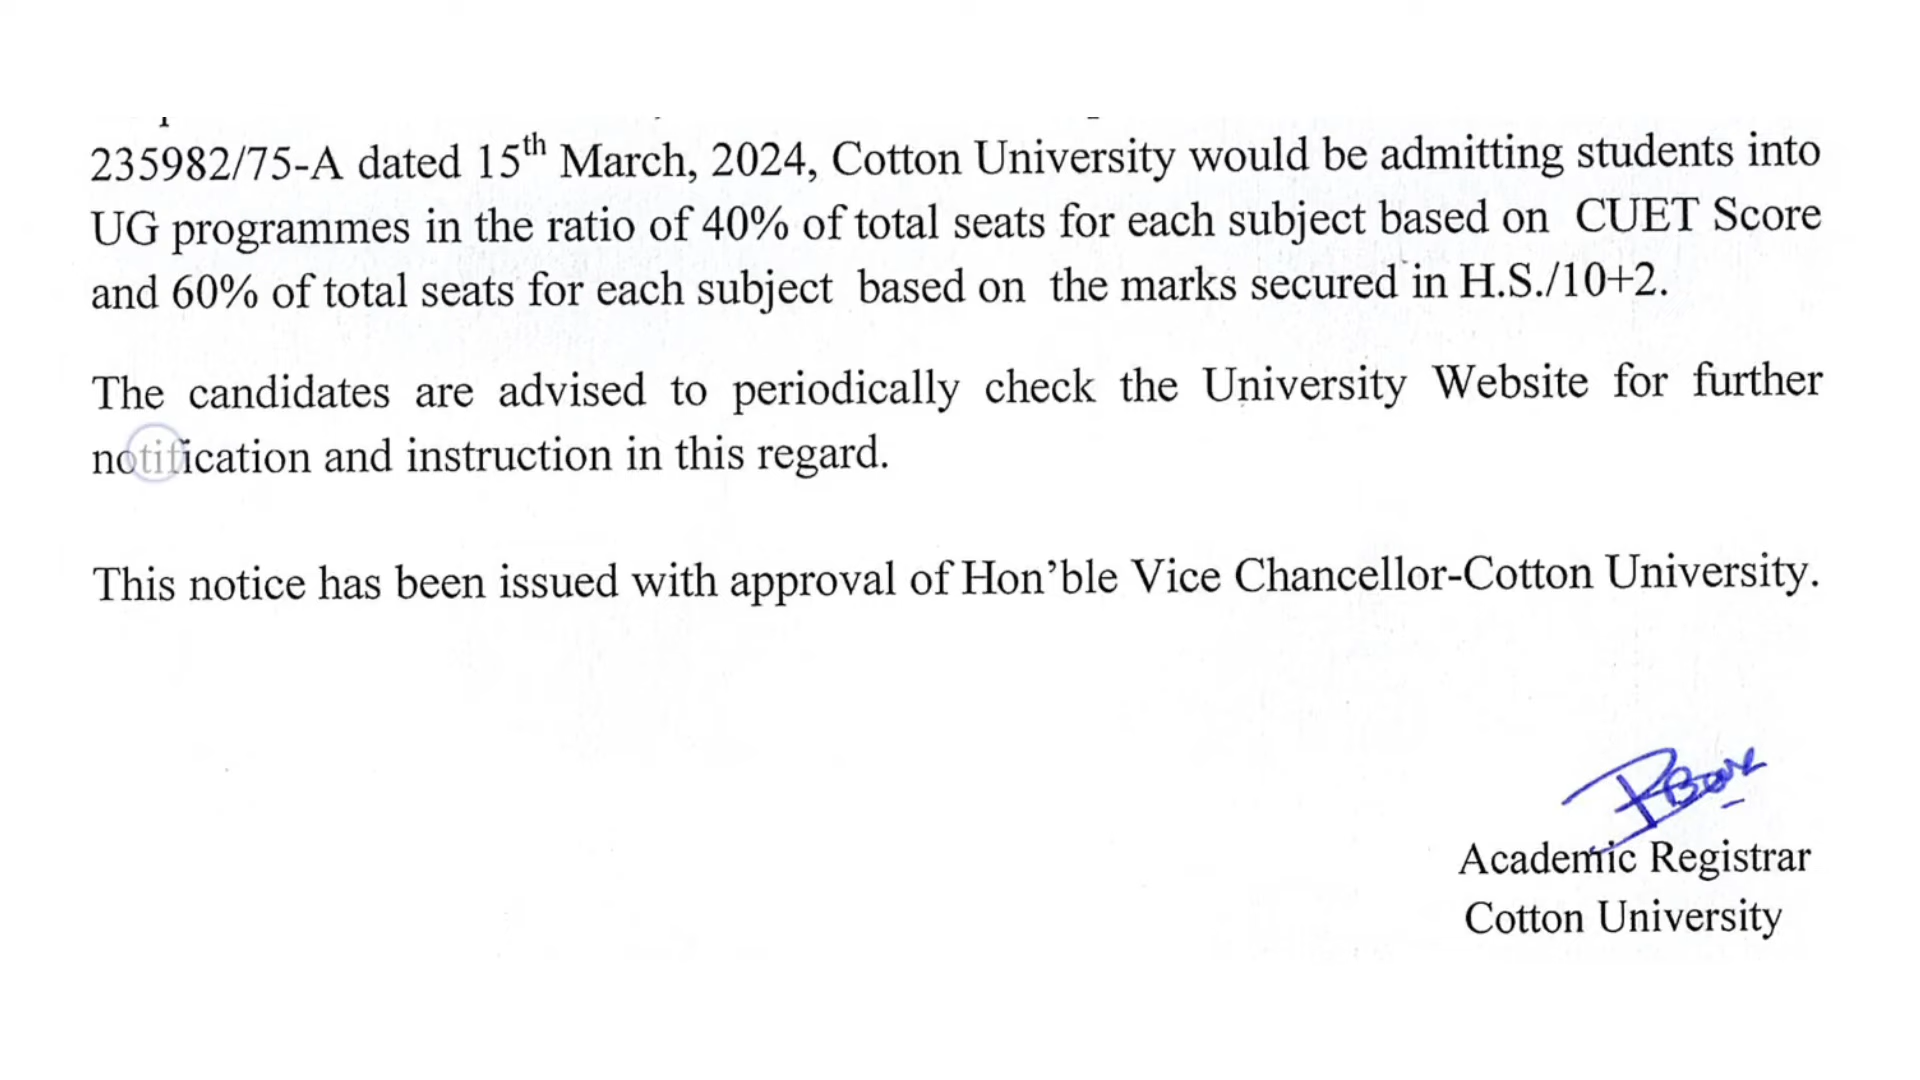 235982/75-A dated 15th March, 2024, Cotton University would be admitting students into
UG programmes in the ratio of 40% of total seats for each subject based on CUET Score
and 60% of total seats for each subject based on the marks secured in H.S./10+2.
The candidates are advised to periodically check the University Website for further
notification and instruction in this regard.
This notice has been issued with approval of Hon’ble Vice Chancellor-Cotton University.
Academic Registrar
Cotton University